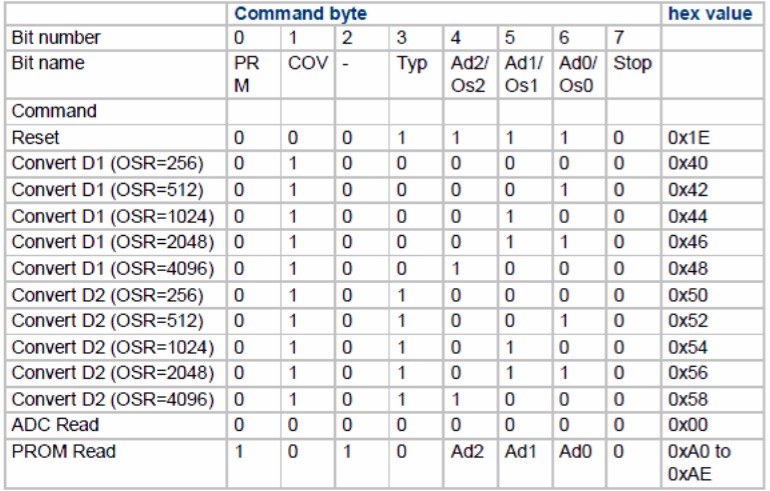 Command byte hex value
Bit number 0 1 2 3 4 5 6 7
Bit name PR COV - Typ Ad2/ Ad1/ Ad0/ Stop
M Os2 Os1 Os0
Command
Reset 0 0 0 1 1 1 1 0 0x1E
Convert D1 (OSR=256) 0 1 0 0 0 0 0 0 0x40
Convert D1 (OSR=512) 0 1 0 0 0 0 1 0 0x42
Convert D1 (OSR=1024) 0 1 0 0 0 1 0 0 0x44
Convert D1 (OSR=2048) 0 1 0 0 0 1 1 0 0x46
Convert D1 (OSR=4096) 0 1 0 0 1 0 0 0 0x48
Convert D2 (OSR=256) 0 1 0 1 0 0 0 0 0x50
Convert D2 (OSR=512) 0 1 0 1 0 0 1 0 0x52
Convert D2 (OSR=1024) 0 1 0 1 0 1 0 0 0x54
Convert D2 (OSR=2048) 0 1 0 1 0 1 1 0 0x56
Convert D2 (OSR=4096) 0 1 0 1 1 0 0 0 0x58
ADC Read 0 0 0 0 0 0 0 0 0x00
PROM Read 1 0 1 0 Ad2 Ad1 Ad0 0 0xA0 to
0xAE